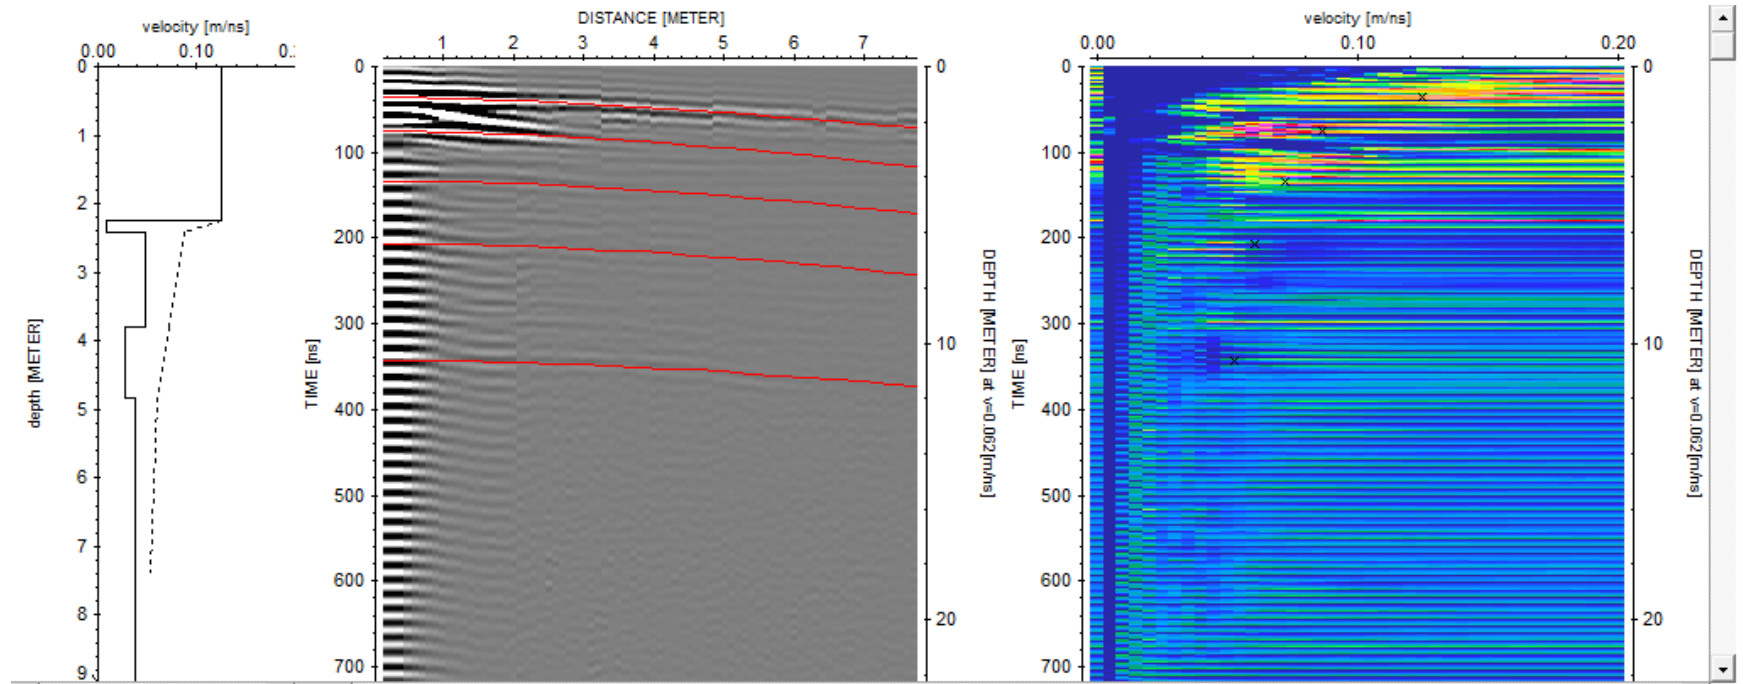 velocity [m/ns]
0.00 0.10 0.:
0
1
2
3
4
5
6
7
8
9
depth [METER]
DISTANCE [METER]
1 2 3 4 5 6 7
0
100
200
300
400
500
600
700
TIME [ns]
0
10
20
DEPTH [METER] at v=0.062[m/ns]
velocity [m/ns]
0.00 0.10 0.20
0
100
200
300
400
500
600
700
TIME [ns]
0
10
20
DEPTH [METER] at v=0.062[m/ns]